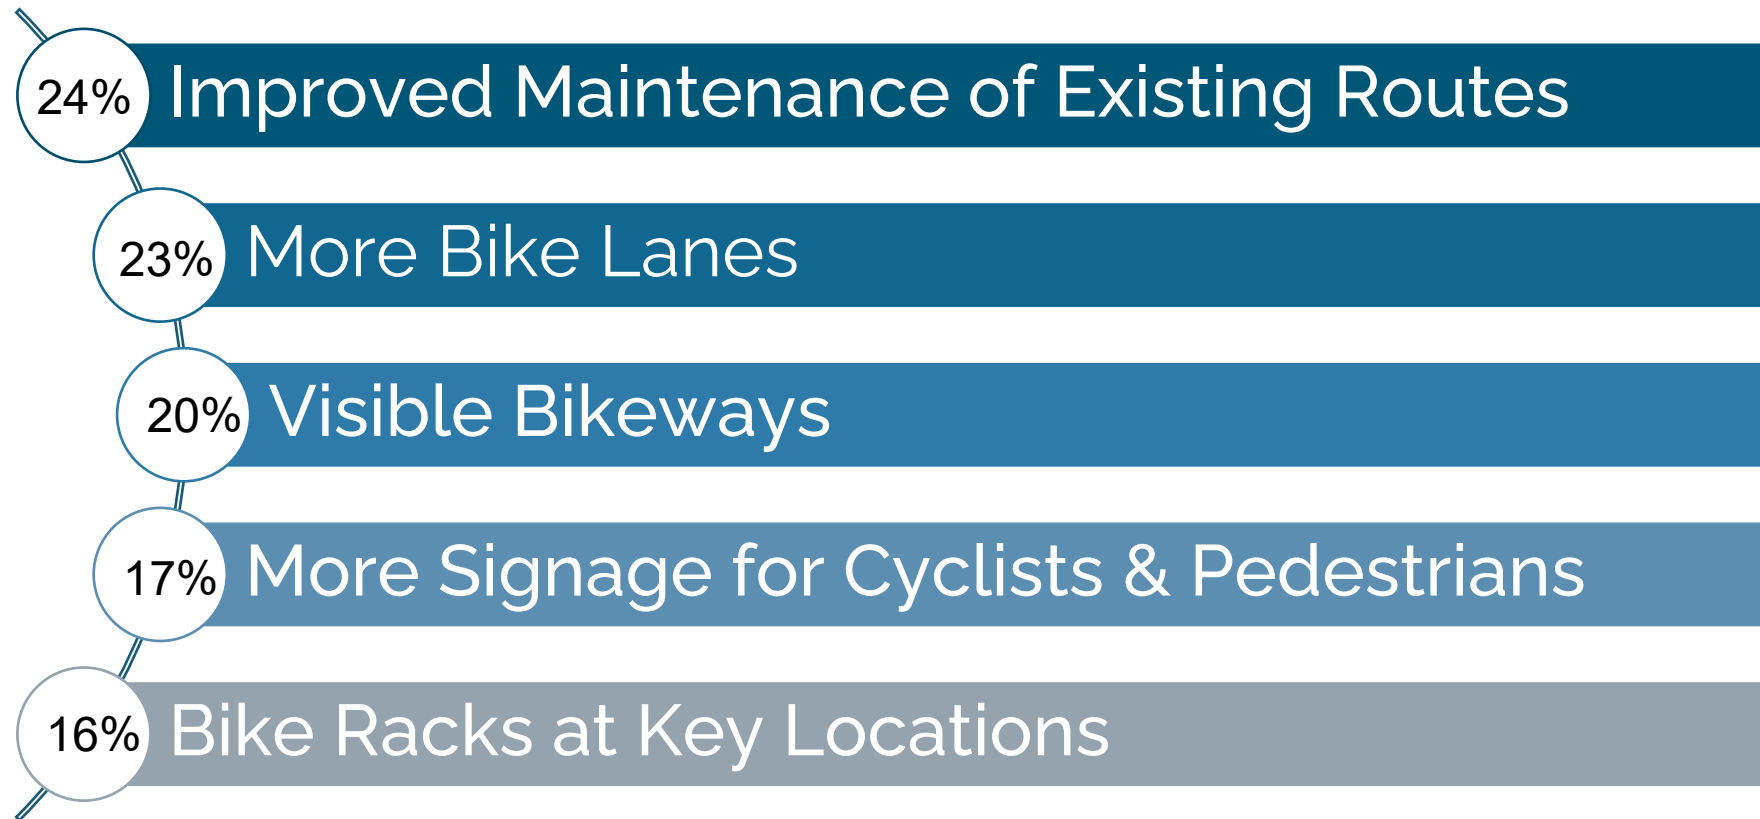 24% Improved Maintenance of Existing Routes
23% More Bike Lanes
20% Visible Bikeways
17% More Signage for Cyclists & Pedestrians
16% Bike Racks at Key Locations